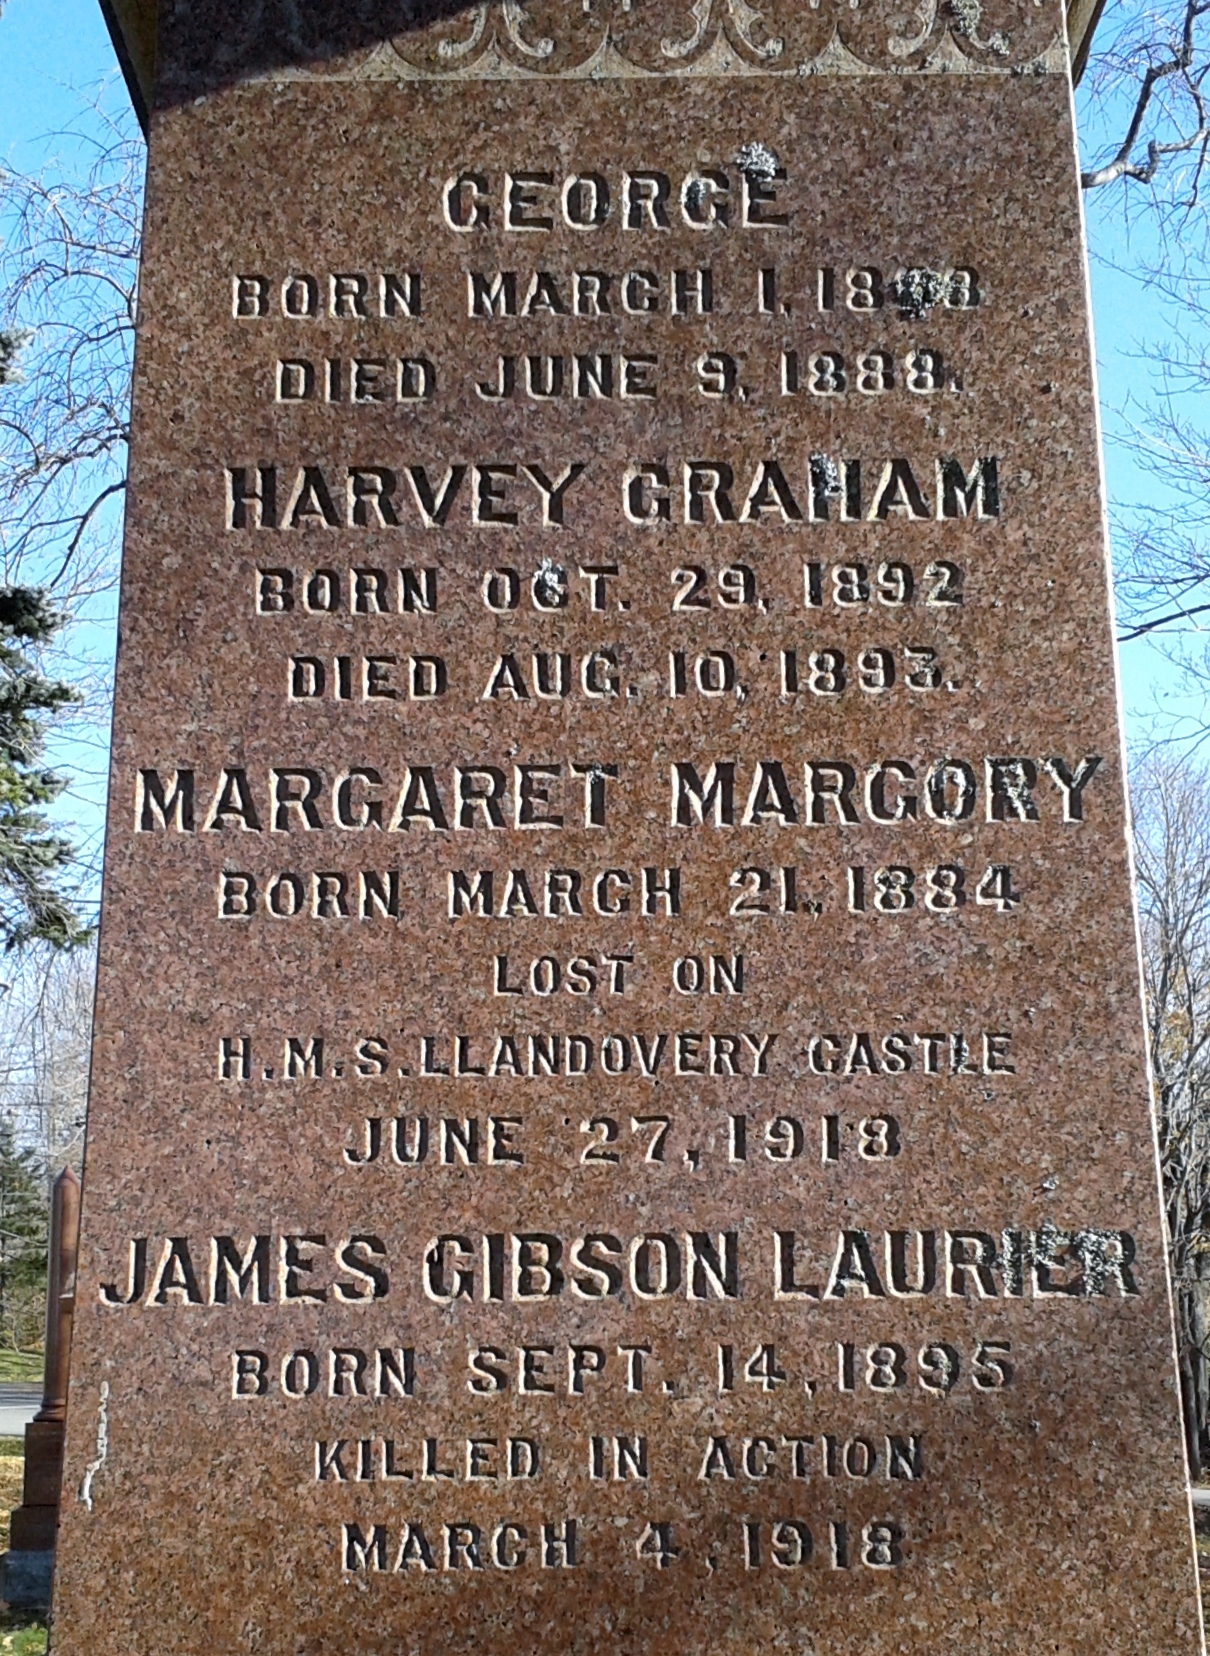 GEORGE
BORN MARCH 1, 1888
DIED JUNE 9, 1888.
HARVEY GRAHAM
BORN OCT. 29, 1892
DIED AUG. 10, 1893.
MARGARET MARGORY
BORN MARCH 21, 1884
LOST ON
H.M.S. LLANDOVERY CASTLE
JUNE 27, 1918
JAMES GIBSON LAURIER
BORN SEPT. 14, 1895
KILLED IN ACTION
MARCH 4, 1918